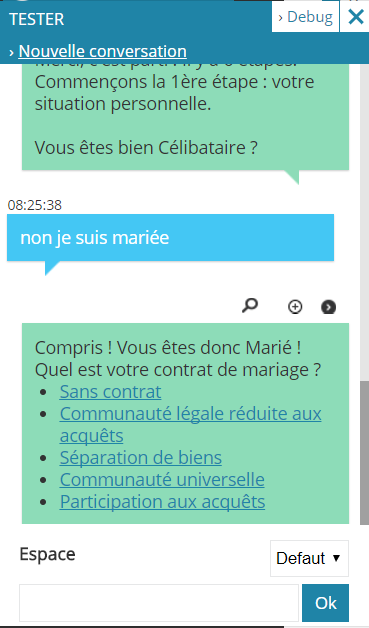 TESTER
› Debug
› Nouvelle conversation
Merci, c'est parti ! Il y a 6 étapes.
Commençons la 1ère étape : votre
situation personnelle.
Vous êtes bien Célibataire ?
08:25:38
non je suis mariée
Compris ! Vous êtes donc Marié !
Quel est votre contrat de mariage ?
• Sans contrat
• Communauté légale réduite aux
acquêts
• Séparation de biens
• Communauté universelle
• Participation aux acquêts
Espace
Defaut
Ok